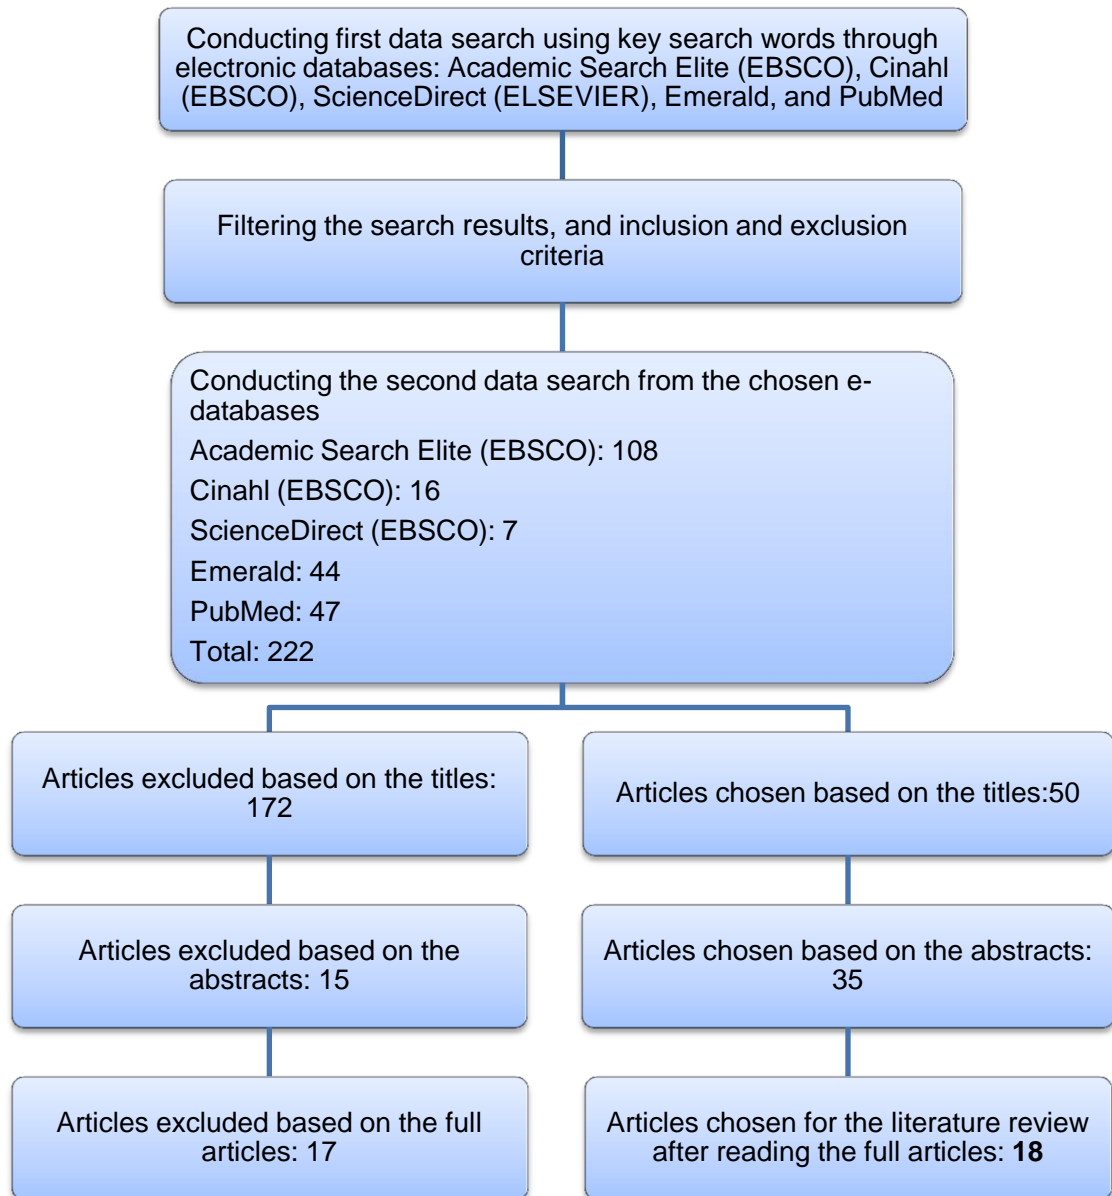 Conducting first data search using key search words through
electronic databases: Academic Search Elite (EBSCO), Cinahl
(EBSCO), ScienceDirect (ELSEVIER), Emerald, and PubMed
Filtering the search results, and inclusion and exclusion
criteria
Conducting the second data search from the chosen e-
databases
Academic Search Elite (EBSCO): 108
Cinahl (EBSCO): 16
ScienceDirect (EBSCO): 7
Emerald: 44
PubMed: 47
Total: 222
Articles excluded based on the titles:
172
Articles chosen based on the titles:50
Articles excluded based on the
abstracts: 15
Articles chosen based on the abstracts:
35
Articles excluded based on the full
articles: 17
Articles chosen for the literature review
after reading the full articles: 18